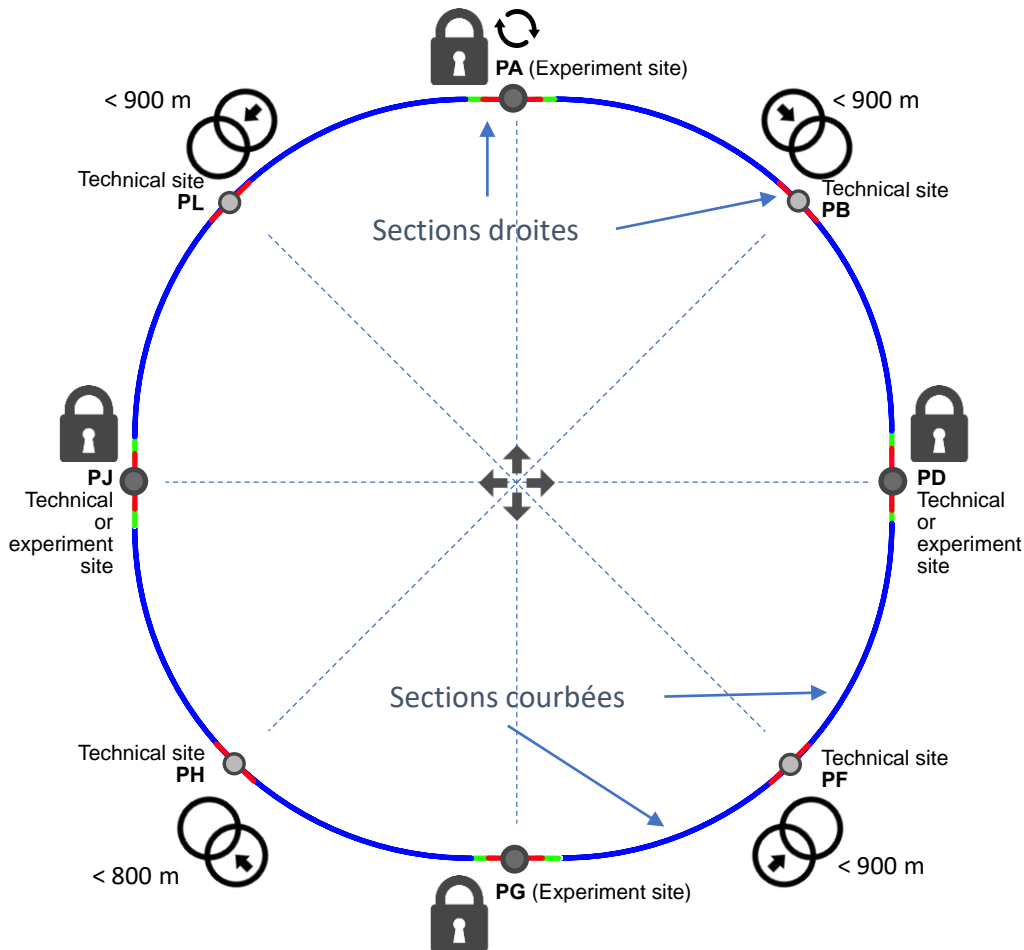 PA (Experiment site)
< 900 m
< 900 m
Technical site
PL
Technical site
PB
Sections droites
PJ
Technical
or
experiment
site
PD
Technical
or
experiment
site
Sections courbées
Technical site
PH
Technical site
PF
< 800 m
< 900 m
PG (Experiment site)